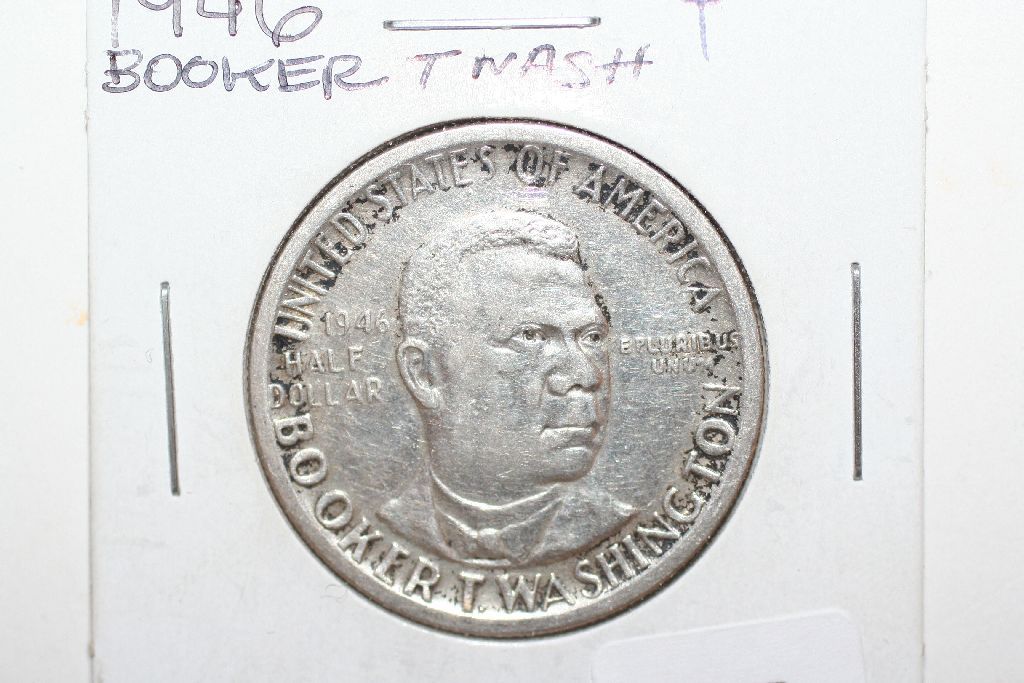 1946
BOOKER T WASH
UNITED STATES OF AMERICA
1946
HALF
DOLLAR
E PLURIBUS
UNUM
BOOKER T. WASHINGTON